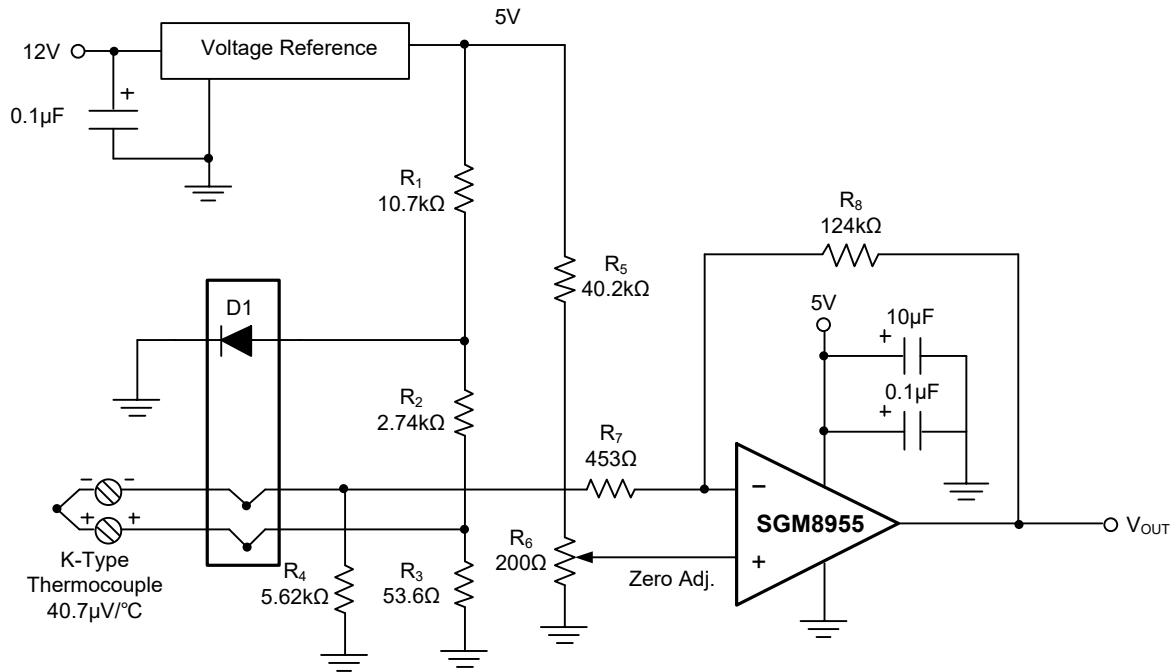 5V
12V
Voltage Reference
+
0.1µF
R₁
10.7kΩ
R₈
124kΩ
R₅
40.2kΩ
D1
5V
10µF
+
0.1µF
+
R₂
2.74kΩ
R₇
453Ω
− −
+ +
K-Type
Thermocouple
40.7µV/℃
R₄
5.62kΩ
R₃
53.6Ω
R₆
200Ω
Zero Adj.
−
SGM8955
+
V_OUT